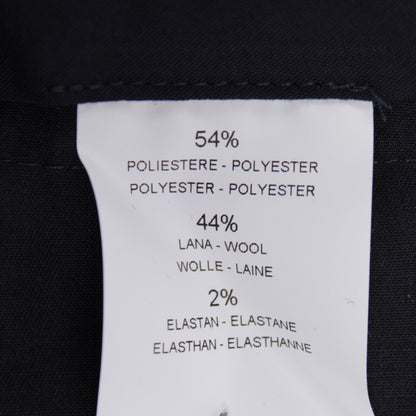 54%
POLIESTERE - POLYESTER
POLYESTER - POLYESTER
44%
LANA - WOOL
WOLLE - LAINE
2%
ELASTAN - ELASTANE
ELASTHAN - ELASTHANNE